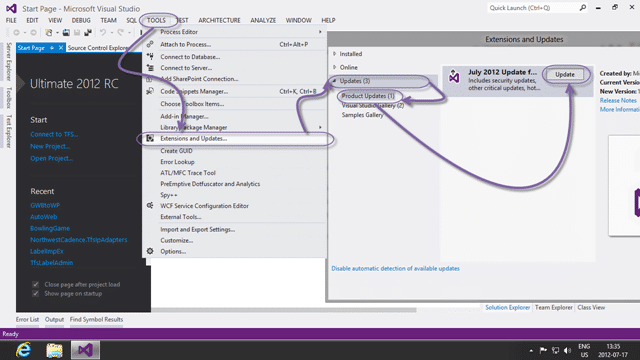 Start Page - Microsoft Visual Studio
Quick Launch (Ctrl+Q)
FILE EDIT VIEW DEBUG TEAM SQL TOOLS TEST ARCHITECTURE ANALYZE WINDOW HELP
Server Explorer
Toolbox
Test Explorer
Start Page
Source Control Explorer
Ultimate 2012 RC
Start
Connect to TFS...
New Project...
Open Project...
Recent
GWBtoWP
AutoWeb
BowlingGame
NorthwestCadence.TfsIpAdapters
LabelImpEx
TfsLabelAdmin
Close page after project load
Show page on startup
Process Editor
Attach to Process... Ctrl+Alt+P
Connect to Database...
Connect to Server...
Add SharePoint Connection...
Code Snippets Manager... Ctrl+K, Ctrl+B
Choose Toolbox Items...
Add-in Manager...
Library Package Manager
Extensions and Updates...
Create GUID
Error Lookup
ATL/MFC Trace Tool
PreEmptive Dotfuscator and Analytics
Spy++
WCF Service Configuration Editor
External Tools...
Import and Export Settings...
Customize...
Options...
Extensions and Updates
Installed
Online
Updates (3)
Product Updates (1)
Visual Studio Gallery (2)
Samples Gallery
July 2012 Update f...
Includes security updates,
other critical updates, hot...
Update
Created by: Mi
Current Version:
New Version: 1
Release Notes
More Information
Disable automatic detection of available updates
Solution Explorer Team Explorer Class View
Error List Output Find Symbol Results
Ready
ENG
US
13:35
2012-07-17